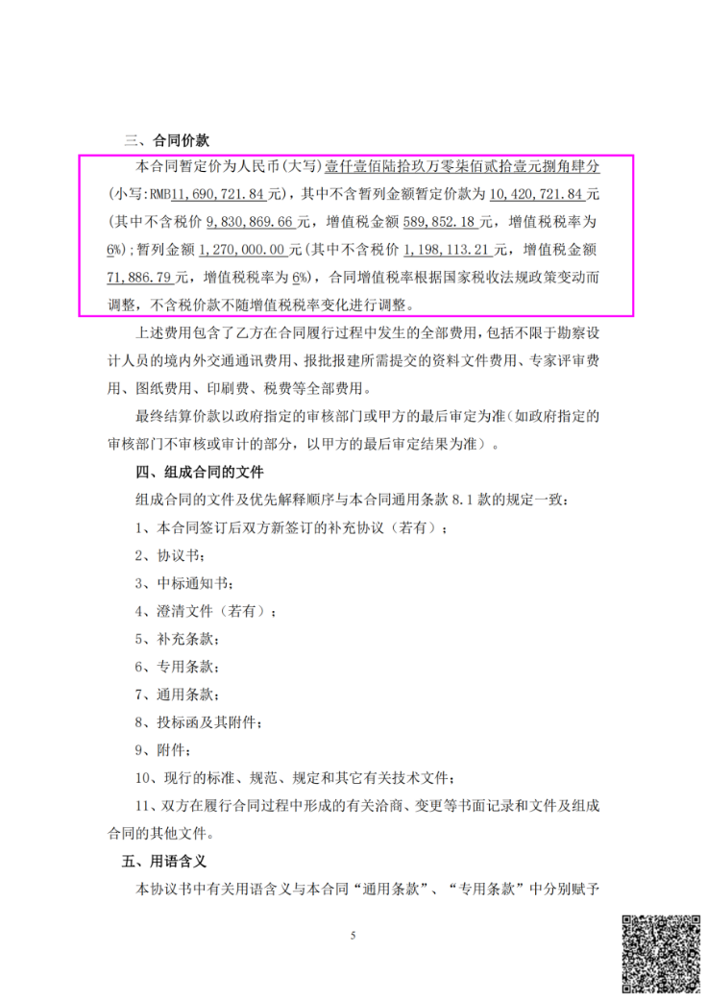 三、合同价款
本合同暂定价为人民币(大写)壹仟壹佰陆拾玖万零柒佰贰拾壹元捌角肆分
(小写:RMB11,690,721.84元),其中不含暂列金额暂定价款为10,420,721.84元
(其中不含税价9,830,869.66元,增值税金额589,852.18元,增值税税率为
6%);暂列金额1,270,000.00元(其中不含税价1,198,113.21元,增值税金额
71,886.79元,增值税税率为6%),合同增值税率根据国家税收法规政策变动而
调整,不含税价款不随增值税税率变化进行调整。
上述费用包含了乙方在合同履行过程中发生的全部费用,包括不限于勘察设
计人员的境内外交通通讯费用、报批报建所需提交的资料文件费用、专家评审费
用、图纸费用、印刷费、税费等全部费用。
最终结算价款以政府指定的审核部门或甲方的最后审定为准(如政府指定的
审核部门不审核或审计的部分,以甲方的最后审定结果为准)。
四、组成合同的文件
组成合同的文件及优先解释顺序与本合同通用条款8.1款的规定一致:
1、本合同签订后双方新签订的补充协议(若有);
2、协议书;
3、中标通知书;
4、澄清文件(若有);
5、补充条款;
6、专用条款;
7、通用条款;
8、投标函及其附件;
9、附件;
10、现行的标准、规范、规定和其它有关技术文件;
11、双方在履行合同过程中形成的有关洽商、变更等书面记录和文件及组成
合同的其他文件。
五、用语含义
本协议书中有关用语含义与本合同“通用条款”、“专用条款”中分别赋予
5